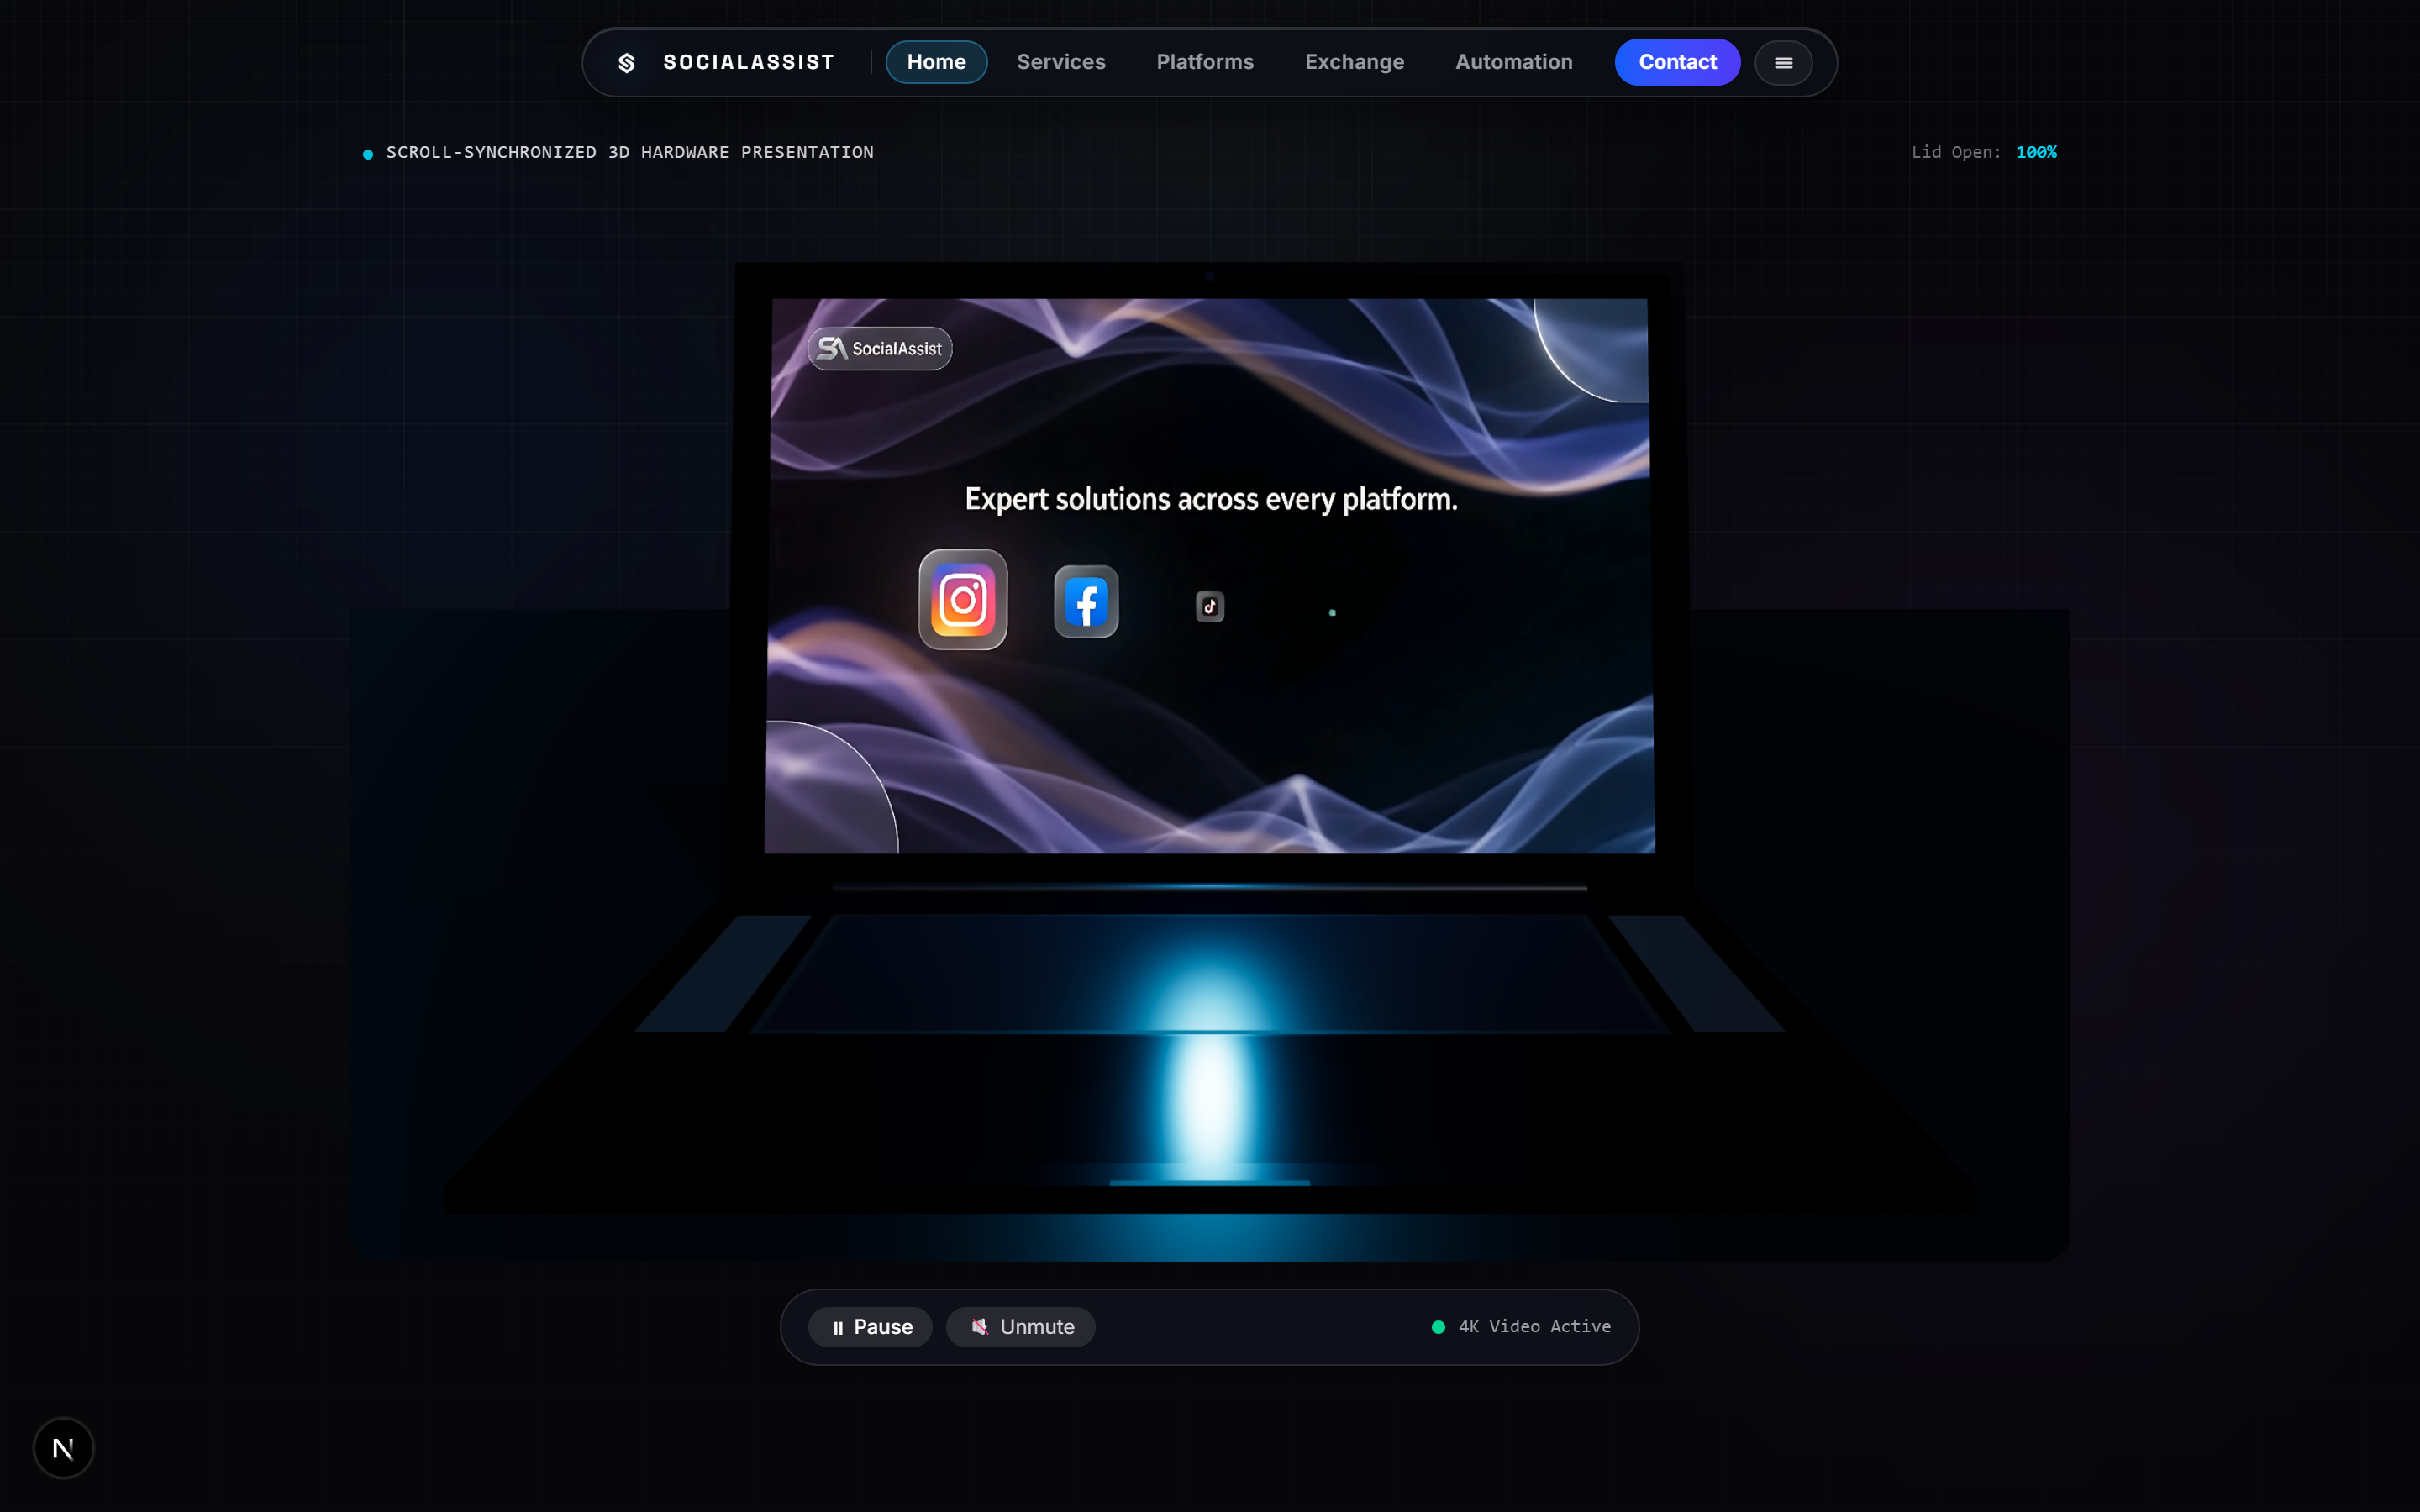 SOCIALASSIST
Home
Services
Platforms
Exchange
Automation
Contact
SCROLL-SYNCHRONIZED 3D HARDWARE PRESENTATION
Lid Open: 100%
SA SocialAssist
Expert solutions across every platform.
Pause
Unmute
4K Video Active
N